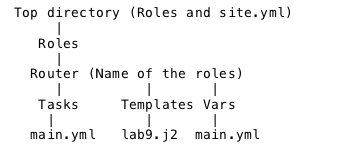 Top directory (Roles and site.yml)
|
Roles
|
Router (Name of the roles)
| | |
Tasks Templates Vars
| | |
main.yml lab9.j2 main.yml